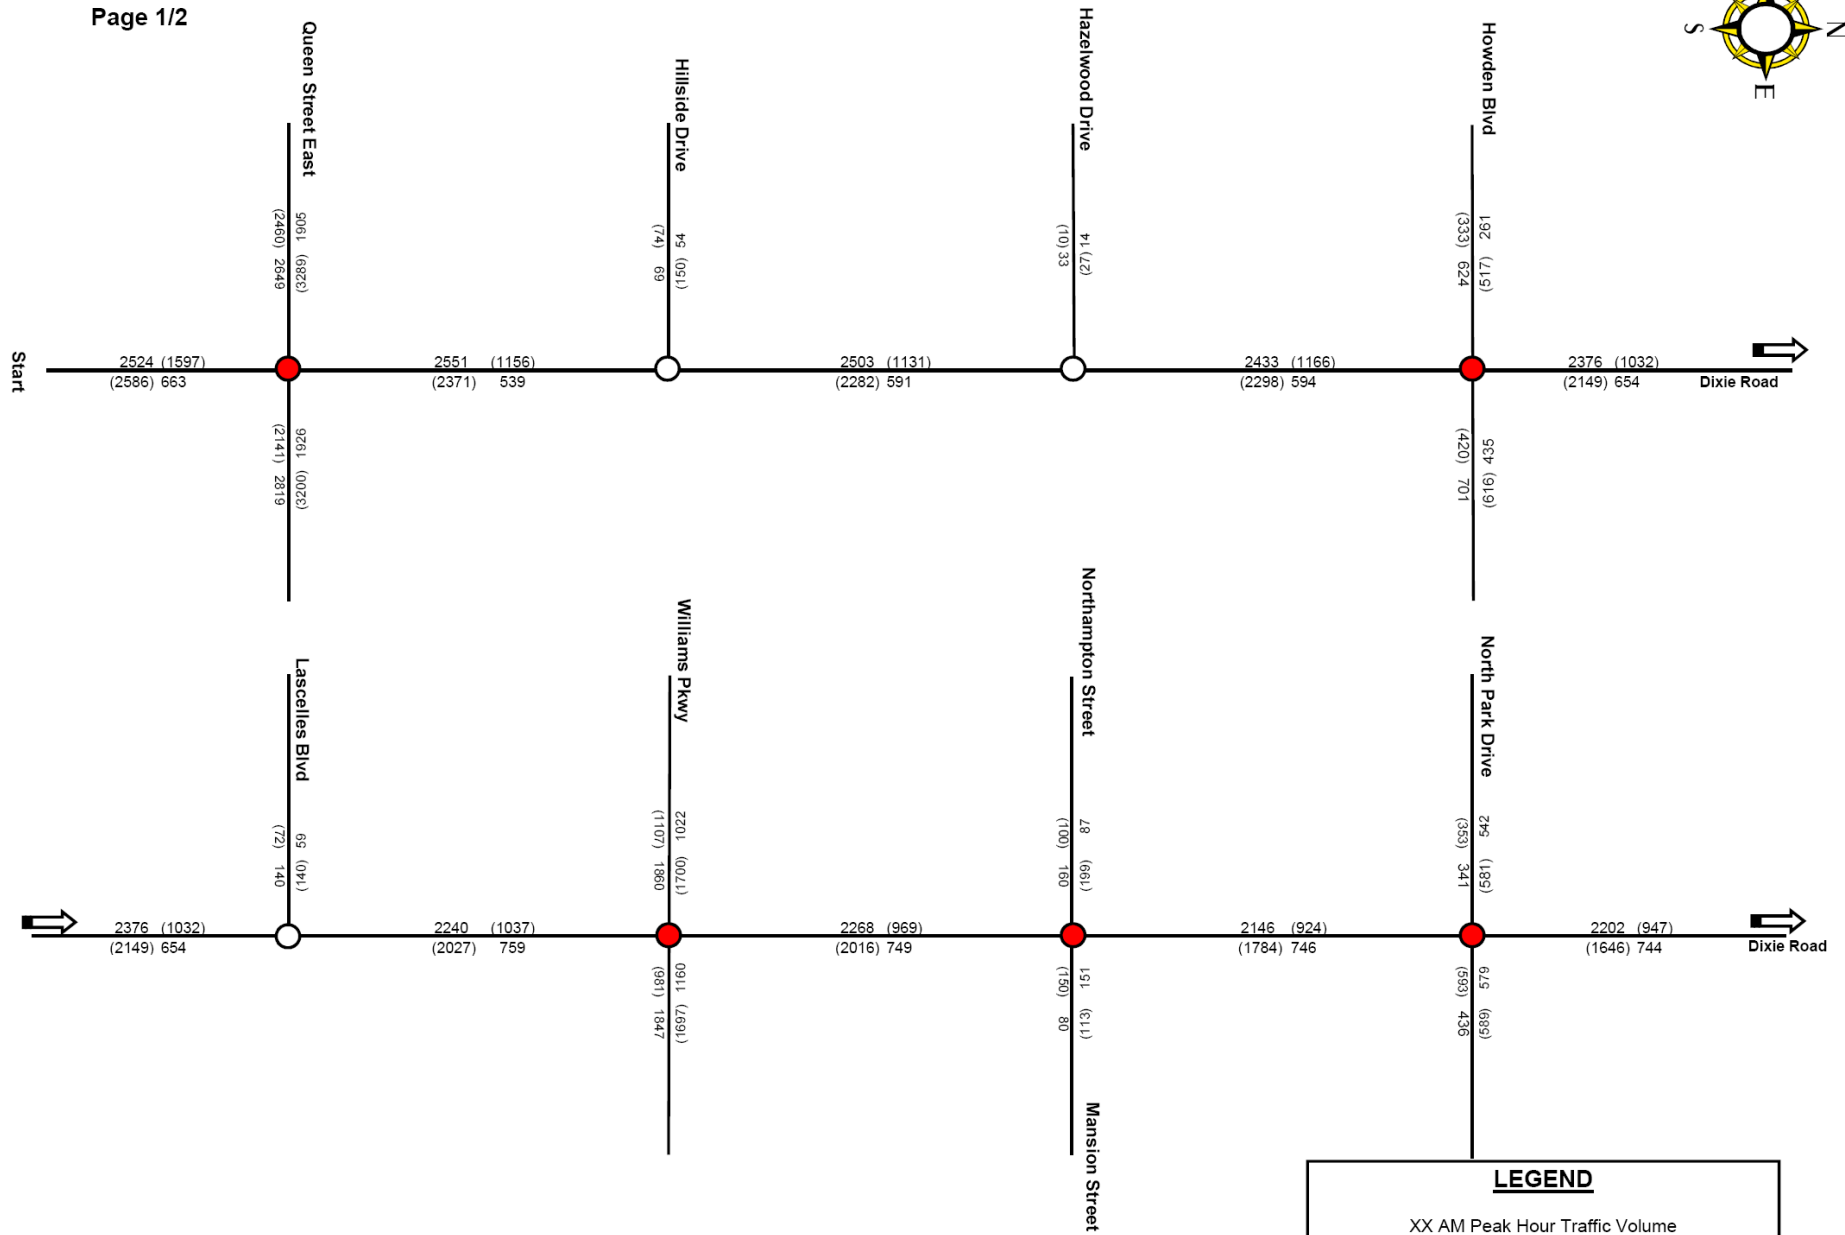 Page 1/2
S
N
E
Queen Street East
Hillside Drive
Hazelwood Drive
Howden Blvd
1905 (3289)
(2460) 2649
54 (150)
(74) 69
14 (27)
(10) 33
261 (517)
(333) 624
Start
2524 (1597)
(2586) 663
2551 (1156)
(2371) 539
2503 (1131)
(2282) 591
2433 (1166)
(2298) 594
2376 (1032)
(2149) 654
Dixie Road
1926 (3200)
(2141) 2819
435 (616)
(420) 701
Lascelles Blvd
Williams Pkwy
Northampton Street
North Park Drive
59 (140)
(72) 140
1022 (1700)
(1107) 1860
87 (199)
(100) 160
542 (581)
(353) 341
2376 (1032)
(2149) 654
2240 (1037)
(2027) 759
2268 (969)
(2016) 749
2146 (924)
(1784) 746
2202 (947)
(1646) 744
Dixie Road
1160 (1697)
(981) 1847
151 (113)
(150) 80
579 (589)
(593) 436
Mansion Street
LEGEND
XX AM Peak Hour Traffic Volume